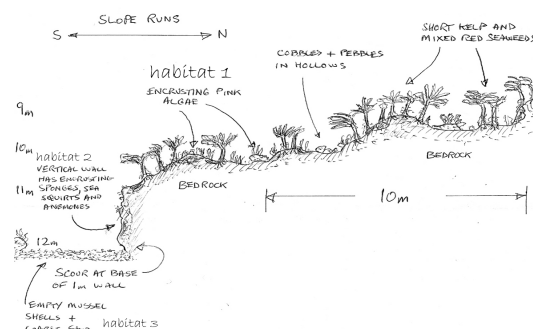 SLOPE RUNS
S N
SHORT KELP AND
MIXED RED SEAWEEDS
COBBLES + PEBBLES
IN HOLLOWS
habitat 1
ENCRUSTING PINK
ALGAE
9m
10m
11m
12m
habitat 2
VERTICAL WALL
HAS ENCRUSTING
SPONGES, SEA
SQUIRTS AND
ANEMONES
BEDROCK
BEDROCK
10m
SCOUR AT BASE
OF 1m WALL
EMPTY MUSSEL
SHELLS +
habitat 3